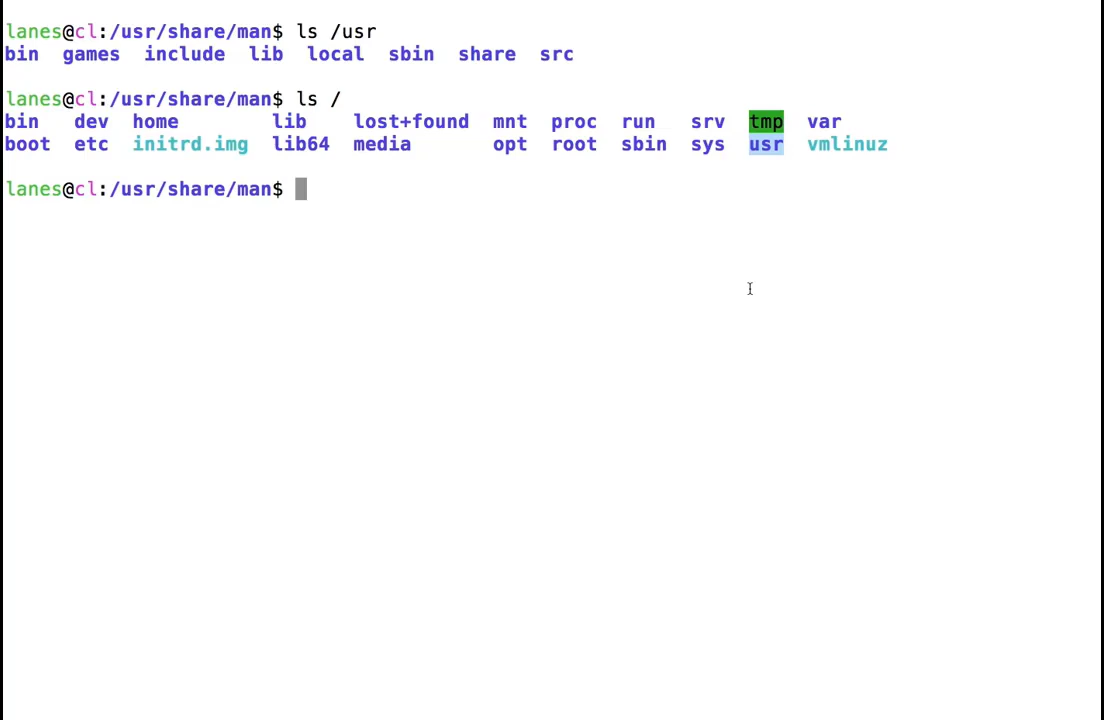 lanes@cl:/usr/share/man$ ls /usr
bin  games  include  lib  local  sbin  share  src
lanes@cl:/usr/share/man$ ls /
bin   dev  home        lib    lost+found  mnt  proc  run   srv  tmp  var
boot  etc  initrd.img  lib64  media       opt  root  sbin  sys  usr  vmlinuz
lanes@cl:/usr/share/man$